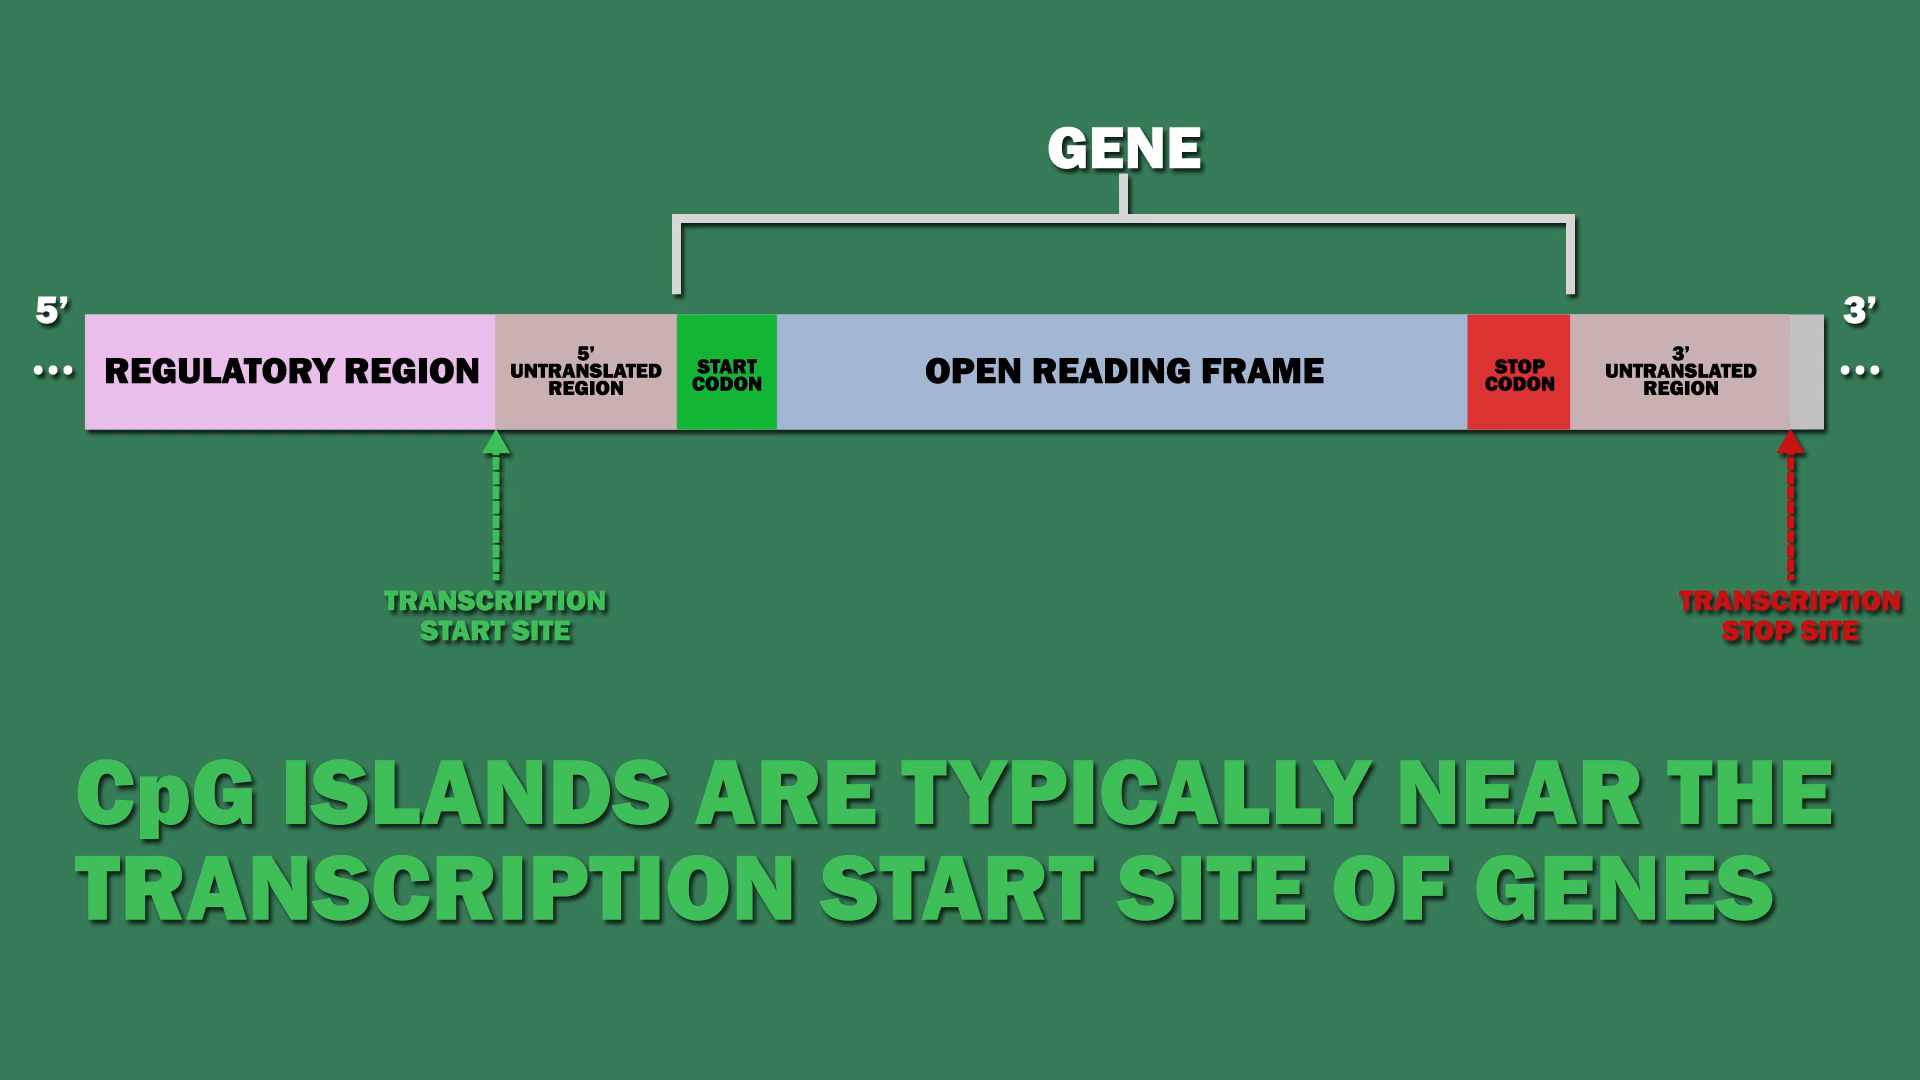 GENE
5’
3’
...
REGULATORY REGION
5’
UNTRANSLATED
REGION
START
CODON
OPEN READING FRAME
STOP
CODON
3’
UNTRANSLATED
REGION
...
TRANSCRIPTION
START SITE
TRANSCRIPTION
STOP SITE
CpG ISLANDS ARE TYPICALLY NEAR THE
TRANSCRIPTION START SITE OF GENES